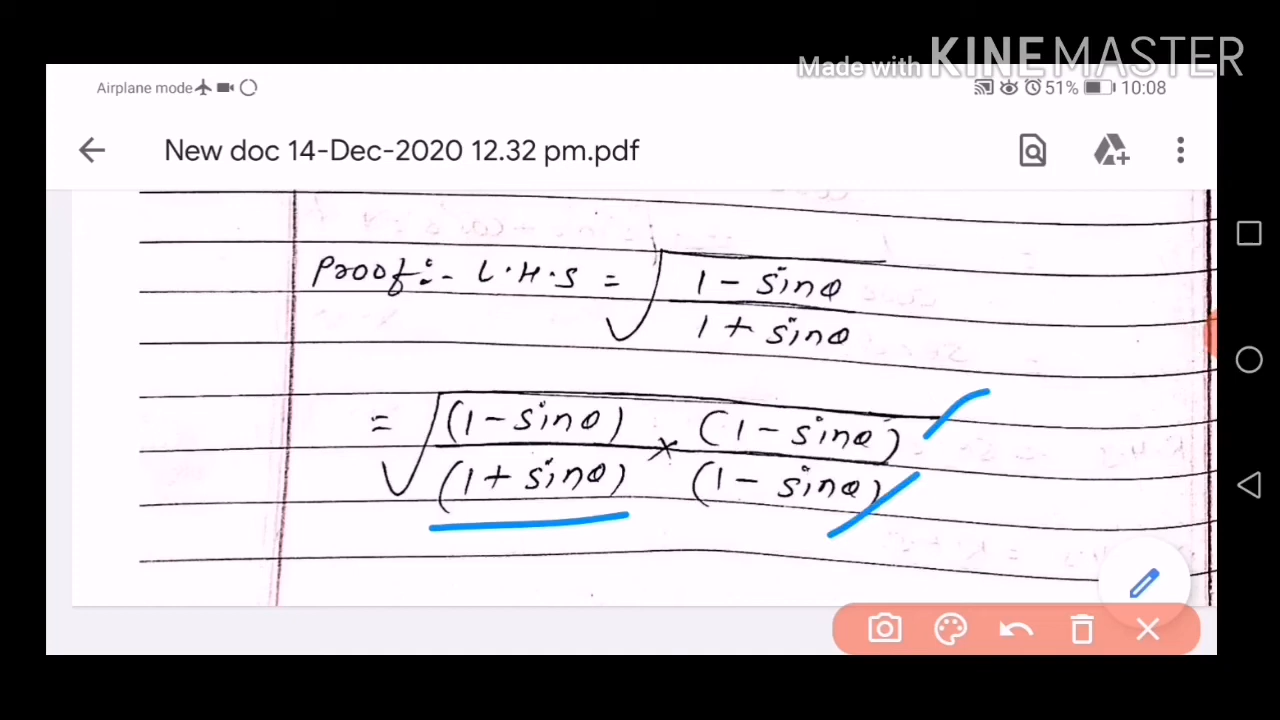 Made with KINEMASTER
Airplane mode 51% 10:08
New doc 14-Dec-2020 12.32 pm.pdf
Proof:- L.H.S = √((1 - sinθ)/(1 + sinθ))
= √((1 - sinθ)/(1 + sinθ) × (1 - sinθ)/(1 - sinθ))